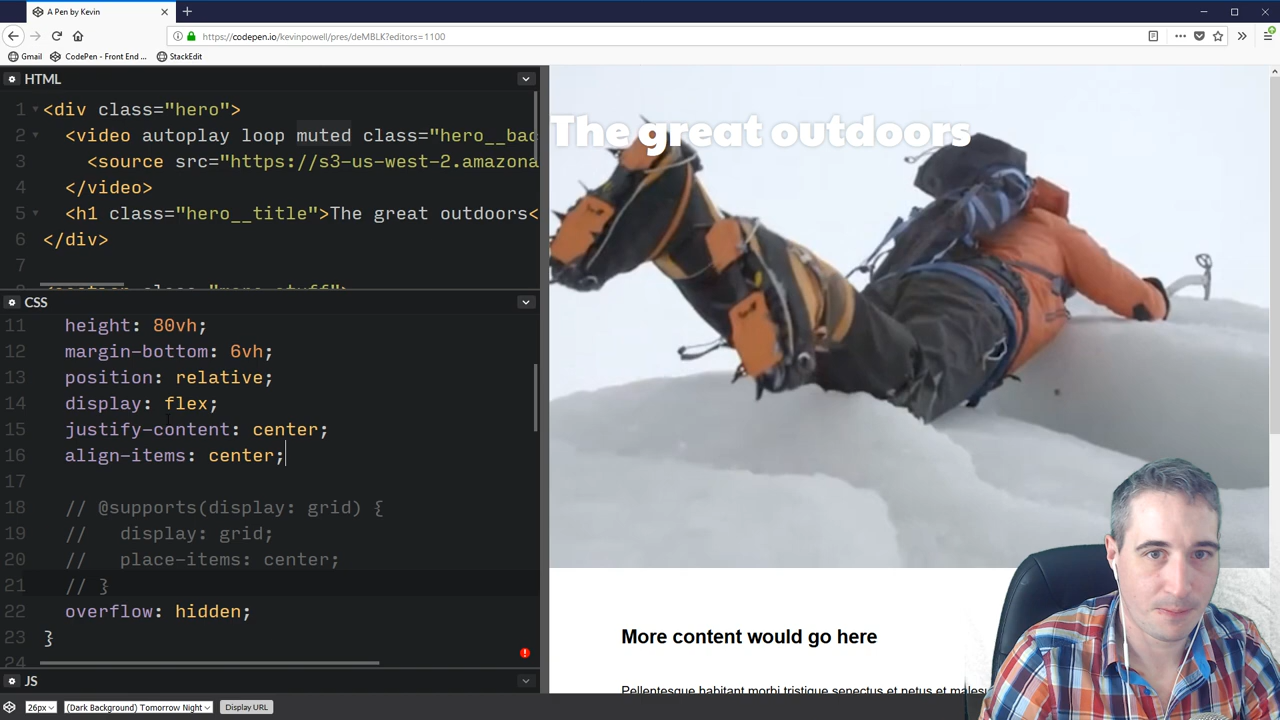 A Pen by Kevin
https://codepen.io/kevinpowell/pres/deMBLK?editors=1100
Gmail CodePen - Front End ... StackEdit
HTML
1 <div class="hero">
2 <video autoplay loop muted class="hero__bac
3 <source src="https://s3-us-west-2.amazona
4 </video>
5 <h1 class="hero__title">The great outdoors<
6 </div>
7
CSS
11 height: 80vh;
12 margin-bottom: 6vh;
13 position: relative;
14 display: flex;
15 justify-content: center;
16 align-items: center;
17
18 // @supports(display: grid) {
19 // display: grid;
20 // place-items: center;
21 // }
22 overflow: hidden;
23 }
24
JS
26px (Dark Background) Tomorrow Night Display URL
The great outdoors
More content would go here
Pellentesque habitant morbi tristique senectus et netus et malesu